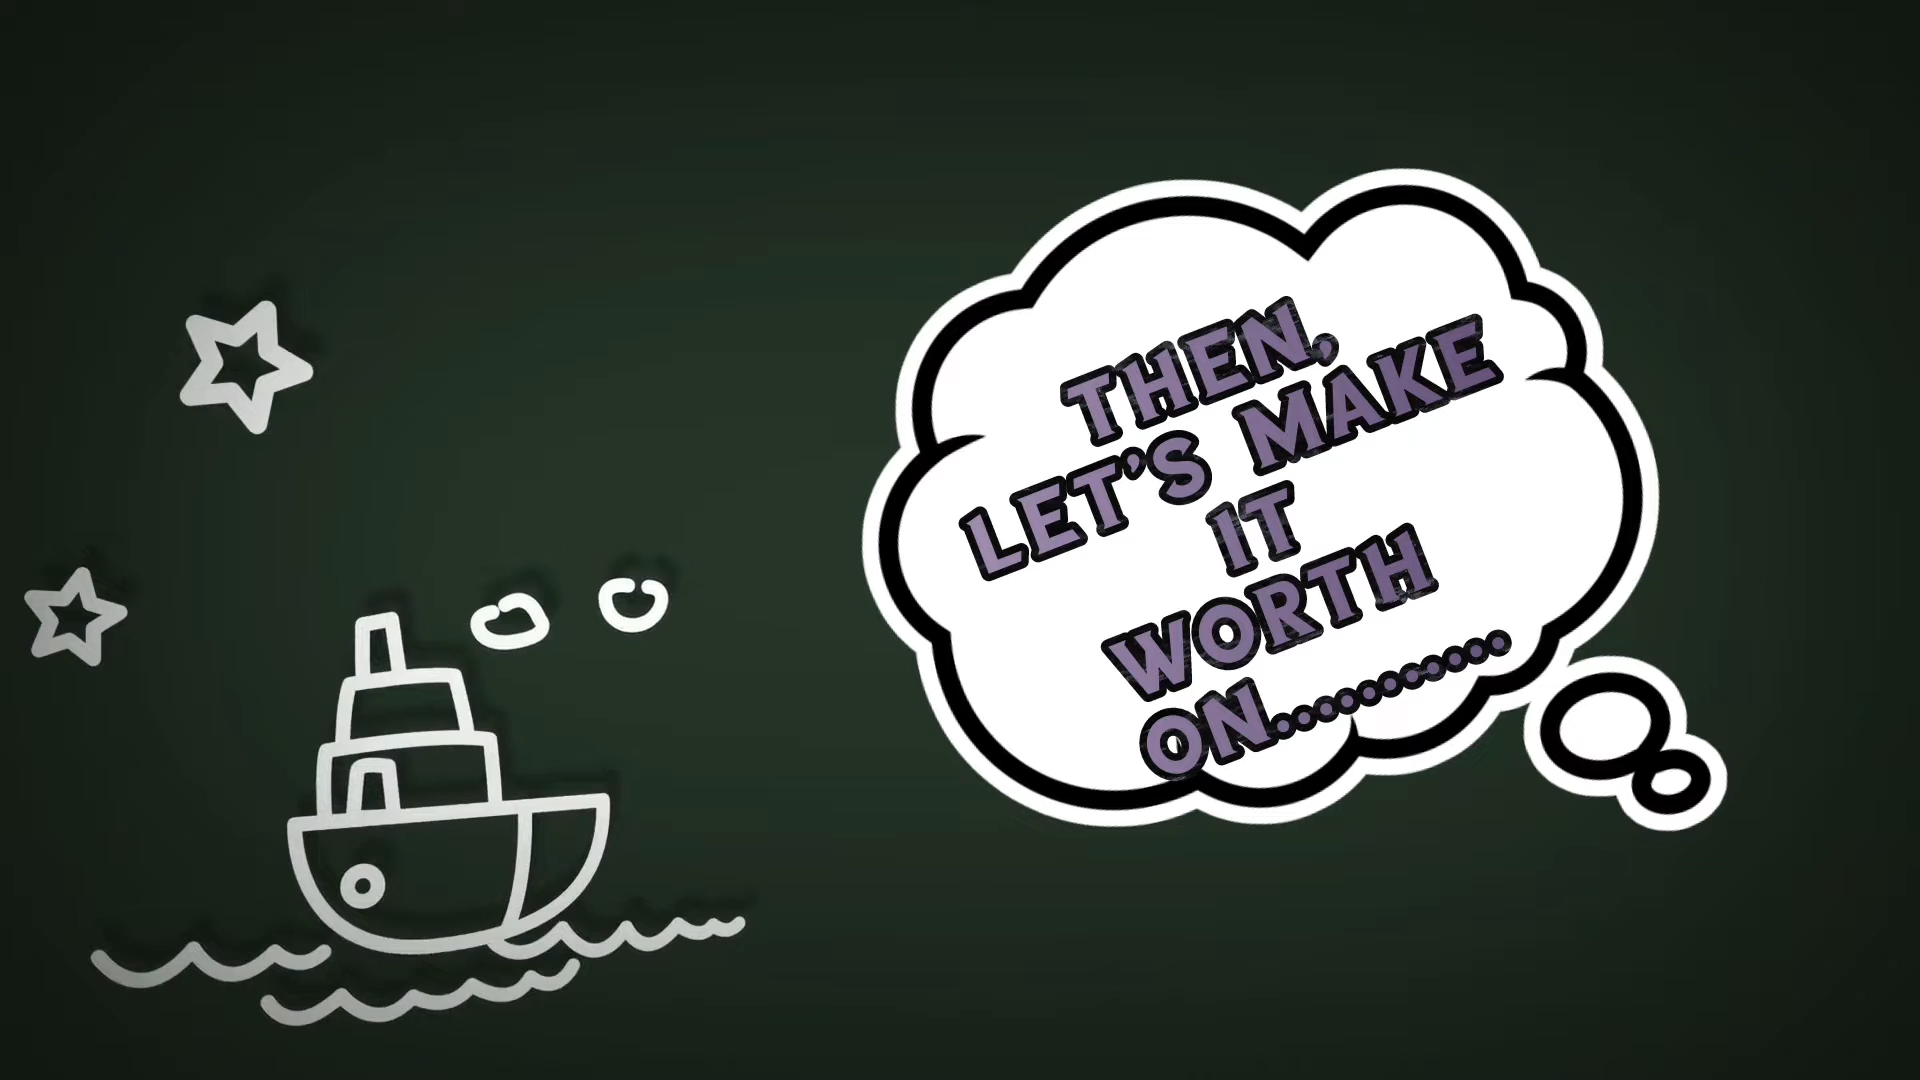 THEN,
LET'S MAKE
IT
WORTH
ON...........